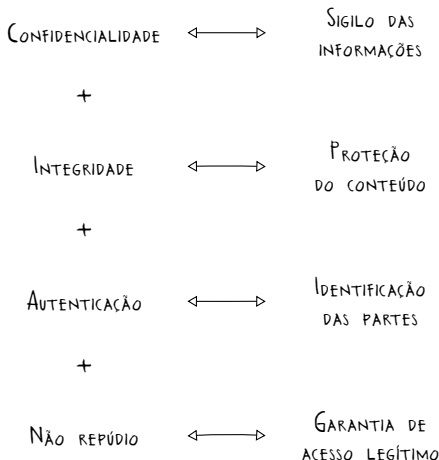 Confidencialidade
Sigilo das
informações
+
Integridade
Proteção
do conteúdo
+
Autenticação
Identificação
das partes
+
Não repúdio
Garantia de
acesso legítimo